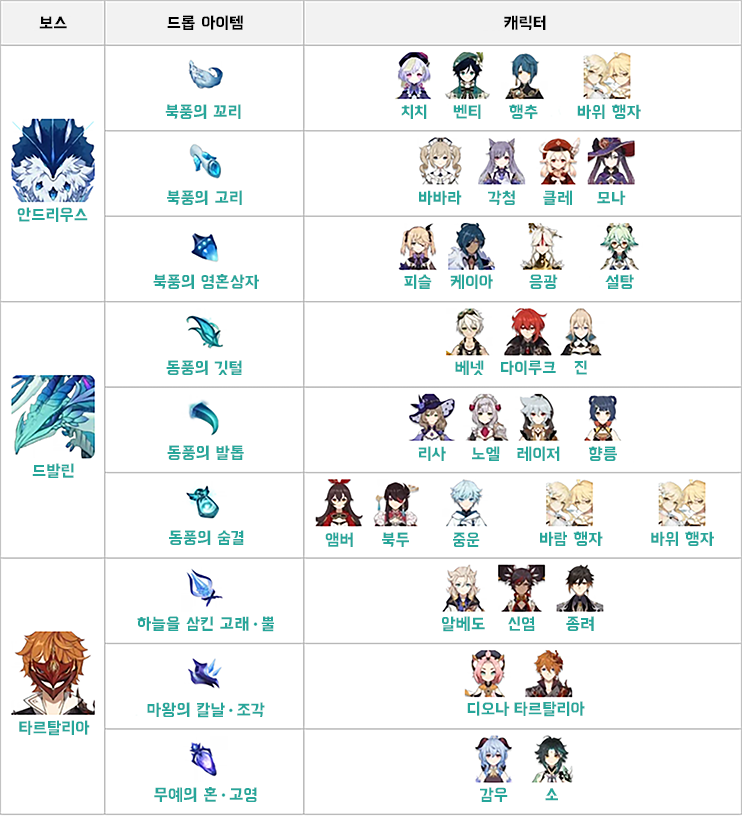 보스 드롭 아이템 캐릭터
안드리우스
북풍의 꼬리
치치 벤티 행추 바위 행자
북풍의 고리
바바라 각청 클레 모나
북풍의 영혼상자
피슬 케이아 응광 설탕
드발린
동풍의 깃털
베넷 다이루크 진
동풍의 발톱
리사 노엘 레이저 향릉
동풍의 숨결
앰버 북두 중운 바람 행자 바위 행자
타르탈리아
하늘을 삼킨 고래·뿔
알베도 신염 종려
마왕의 칼날·조각
디오나 타르탈리아
무예의 혼·고영
감우 소